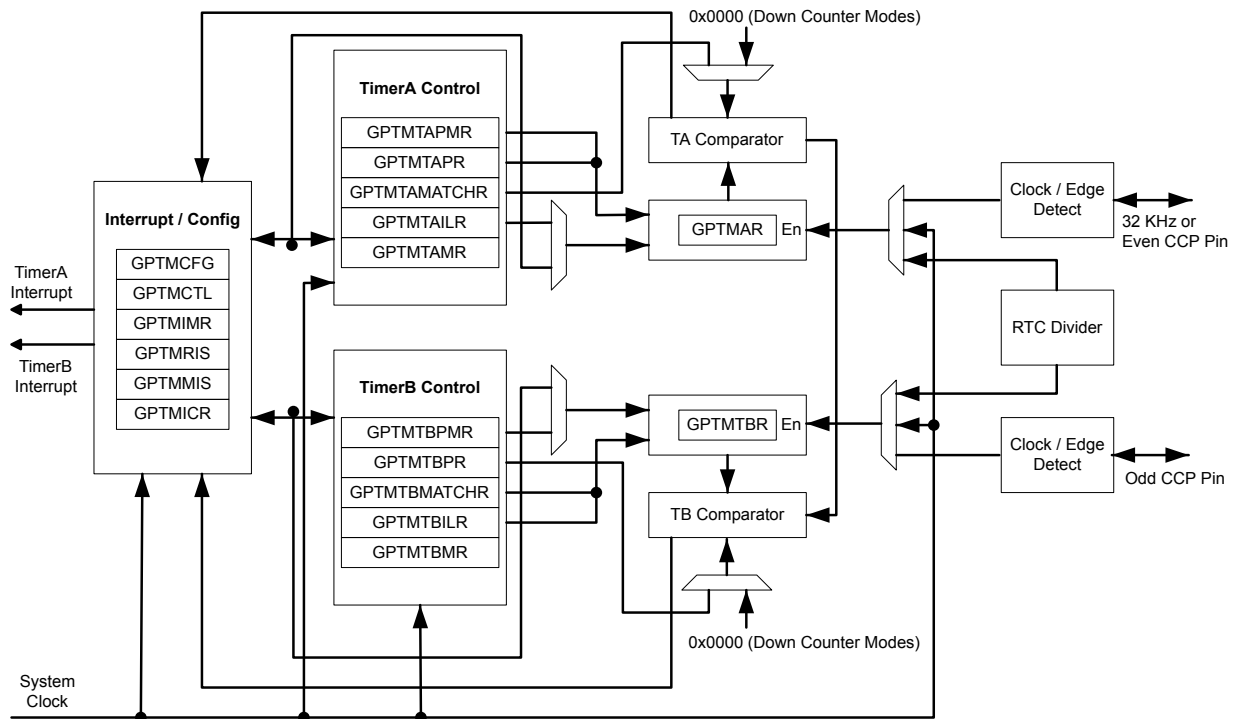 0x0000 (Down Counter Modes)
TimerA Control
GPTMTAPMR
GPTMTAPR
GPTMTAMATCHR
GPTMTAILR
GPTMTAMR
TA Comparator
GPTMAR
En
Clock / Edge
Detect
32 KHz or
Even CCP Pin
Interrupt / Config
GPTMCFG
GPTMCTL
GPTMIMR
GPTMRIS
GPTMMIS
GPTMICR
TimerA
Interrupt
TimerB
Interrupt
RTC Divider
TimerB Control
GPTMTBPMR
GPTMTBPR
GPTMTBMATCHR
GPTMTBILR
GPTMTBMR
GPTMTBR
En
TB Comparator
Clock / Edge
Detect
Odd CCP Pin
0x0000 (Down Counter Modes)
System
Clock